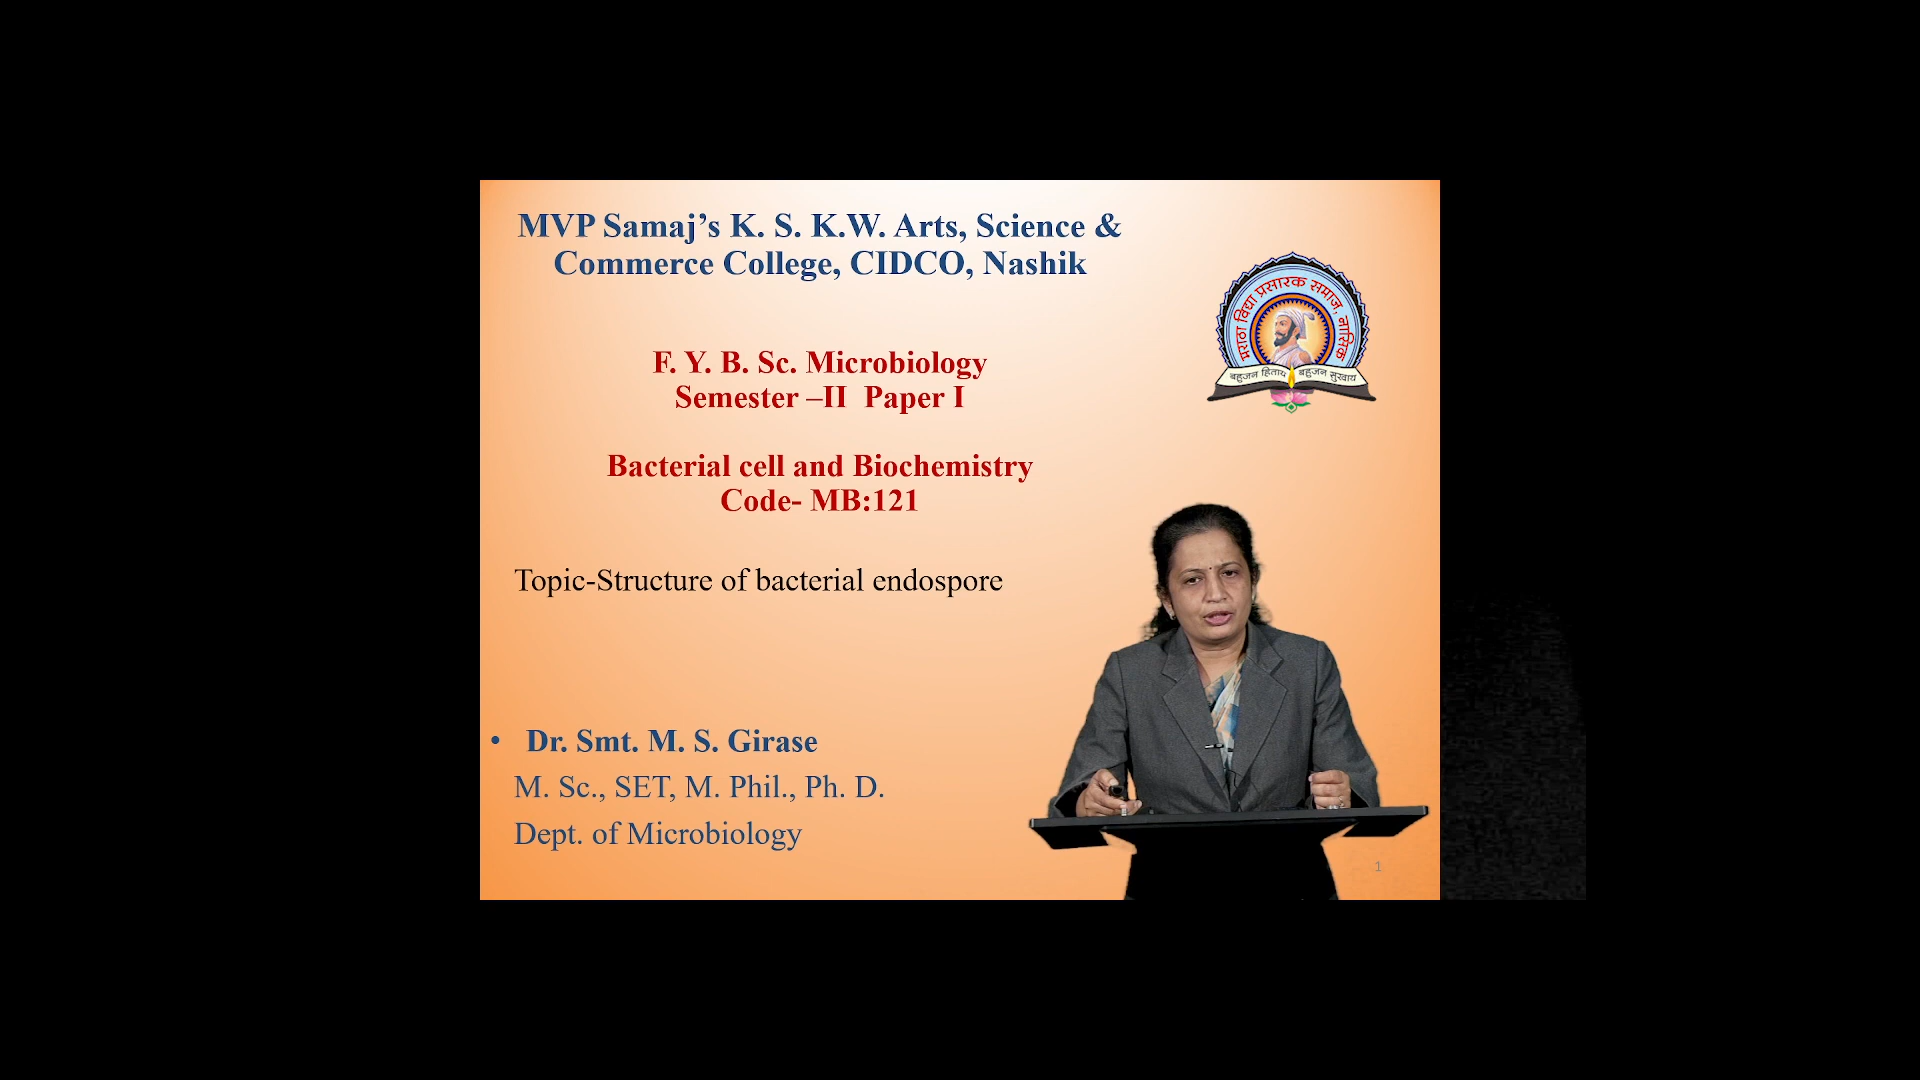 MVP Samaj’s K. S. K.W. Arts, Science &
Commerce College, CIDCO, Nashik
मराठा विद्या प्रसारक समाज, नाशिक
बहुजन हिताय बहुजन सुखाय
F. Y. B. Sc. Microbiology
Semester –II Paper I
Bacterial cell and Biochemistry
Code- MB:121
Topic-Structure of bacterial endospore
• Dr. Smt. M. S. Girase
M. Sc., SET, M. Phil., Ph. D.
Dept. of Microbiology
1